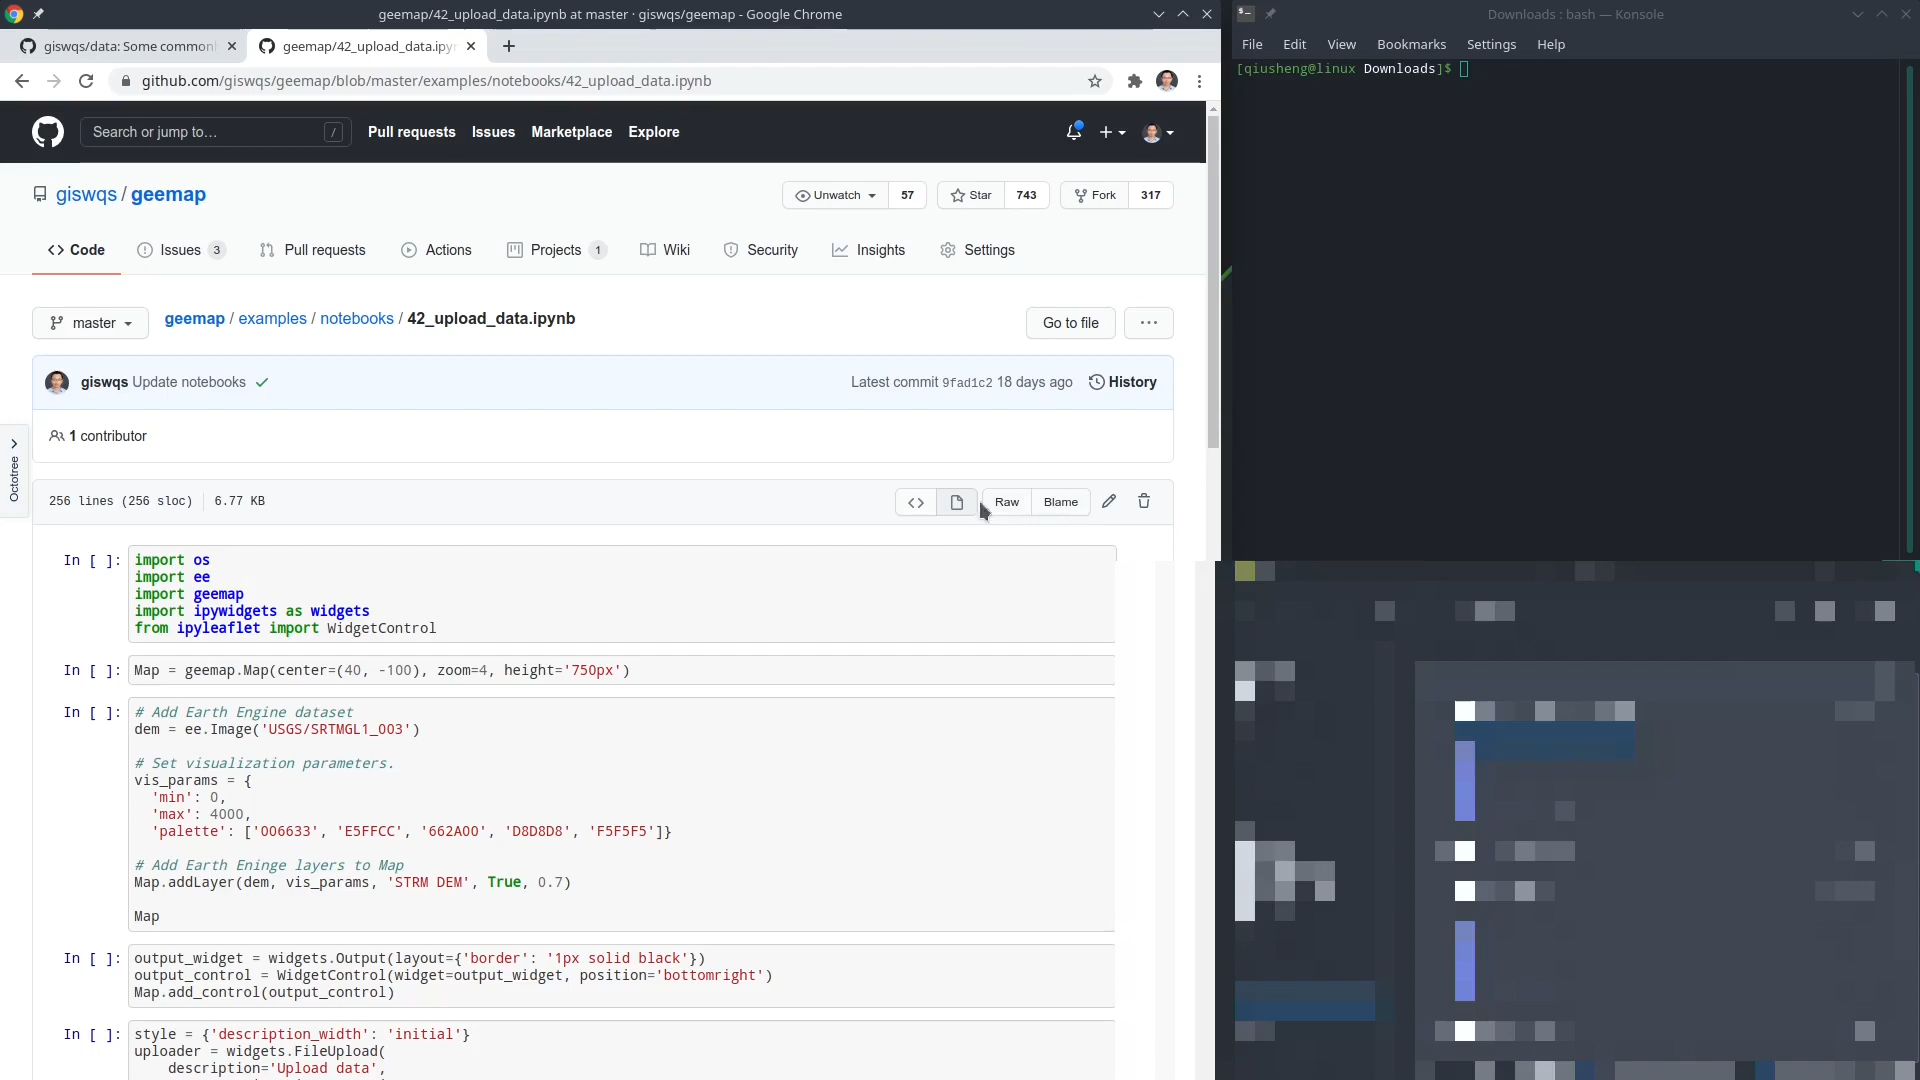 geemap/42_upload_data.ipynb at master · giswqs/geemap - Google Chrome
giswqs/data: Some common
geemap/42_upload_data.ipy
github.com/giswqs/geemap/blob/master/examples/notebooks/42_upload_data.ipynb
Search or jump to…
/
Pull requests
Issues
Marketplace
Explore
giswqs / geemap
Unwatch
57
Star
743
Fork
317
Code
Issues 3
Pull requests
Actions
Projects 1
Wiki
Security
Insights
Settings
master
geemap / examples / notebooks / 42_upload_data.ipynb
Go to file
giswqs Update notebooks
Latest commit 9fad1c2 18 days ago
History
1 contributor
Octotree
256 lines (256 sloc)
6.77 KB
Raw
Blame
In [ ]:
import os
import ee
import geemap
import ipywidgets as widgets
from ipyleaflet import WidgetControl
In [ ]:
Map = geemap.Map(center=(40, -100), zoom=4, height='750px')
In [ ]:
# Add Earth Engine dataset
dem = ee.Image('USGS/SRTMGL1_003')
# Set visualization parameters.
vis_params = {
'min': 0,
'max': 4000,
'palette': ['006633', 'E5FFCC', '662A00', 'D8D8D8', 'F5F5F5']}
# Add Earth Eninge layers to Map
Map.addLayer(dem, vis_params, 'STRM DEM', True, 0.7)
Map
In [ ]:
output_widget = widgets.Output(layout={'border': '1px solid black'})
output_control = WidgetControl(widget=output_widget, position='bottomright')
Map.add_control(output_control)
In [ ]:
style = {'description_width': 'initial'}
uploader = widgets.FileUpload(
description='Upload data',
Downloads : bash — Konsole
File
Edit
View
Bookmarks
Settings
Help
[qiusheng@linux Downloads]$